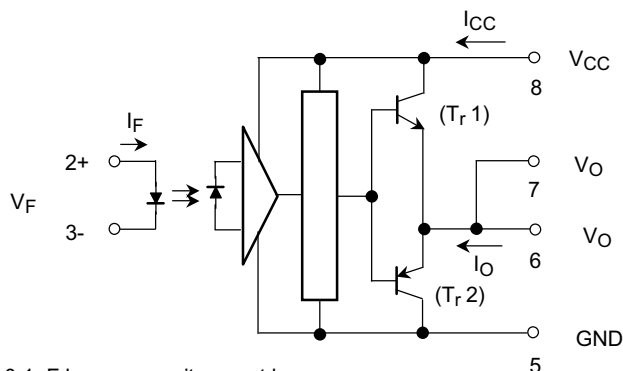 ICC
VCC
8
(Tr 1)
IF
2+
VO
7
VF
3-
VO
6
IO
(Tr 2)
GND
5